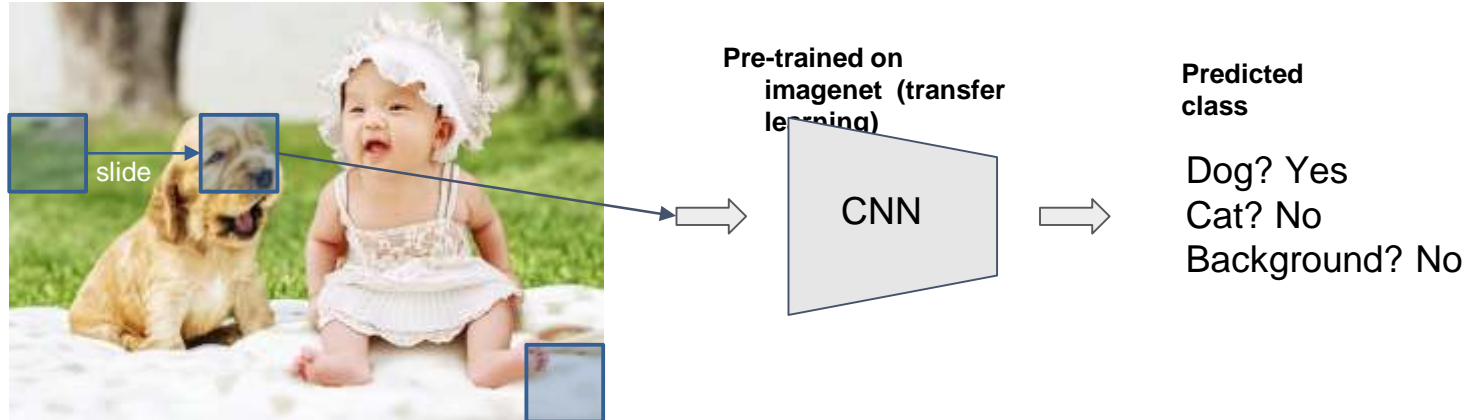 slide
Pre-trained on
imagenet (transfer
learning)
CNN
Predicted
class
Dog? Yes
Cat? No
Background? No